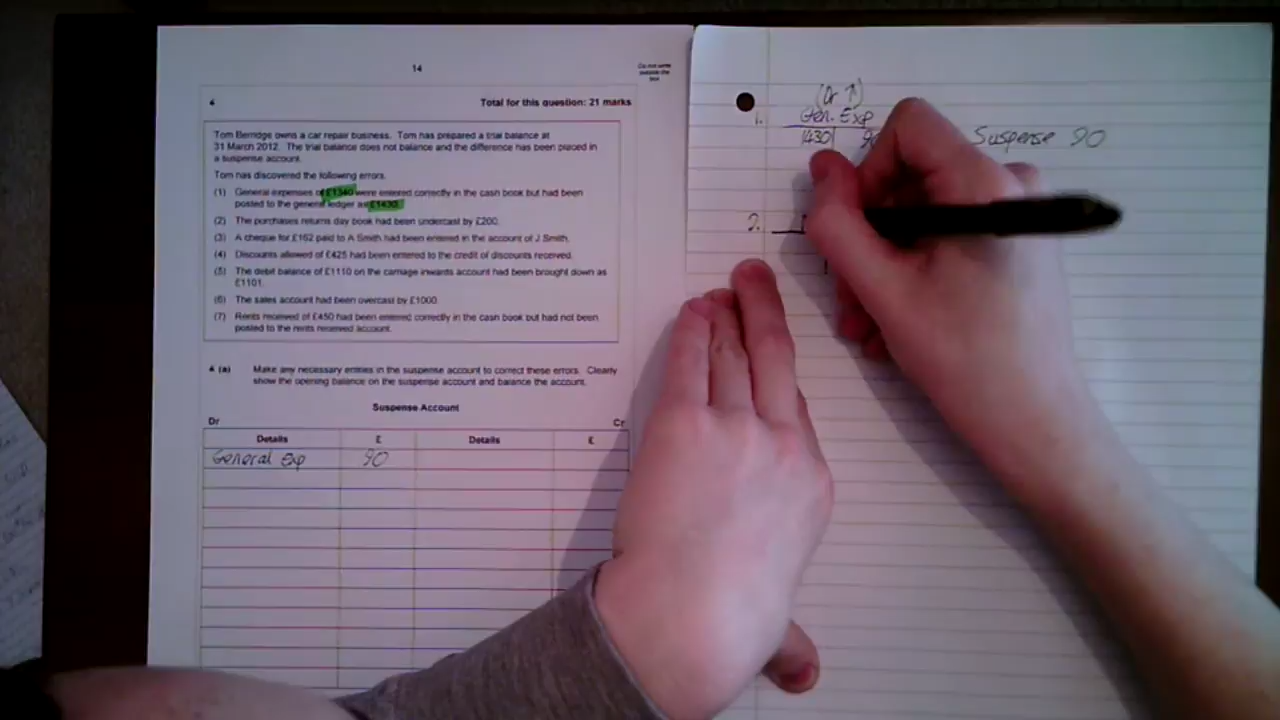 14
Do not write
outside the
box
4 Total for this question: 21 marks
Tom Berridge owns a car repair business. Tom has prepared a trial balance at
31 March 2012. The trial balance does not balance and the difference has been placed in
a suspense account.
Tom has discovered the following errors.
(1) General expenses of £1340 were entered correctly in the cash book but had been
posted to the general ledger as £1430.
(2) The purchases returns day book had been undercast by £200.
(3) A cheque for £162 paid to A Smith had been entered in the account of J Smith.
(4) Discounts allowed of £425 had been entered to the credit of discounts received.
(5) The debit balance of £1110 on the carriage inwards account had been brought down as
£1101.
(6) The sales account had been overcast by £1000.
(7) Rents received of £450 had been entered correctly in the cash book but had not been
posted to the rents received account.
4 (a) Make any necessary entries in the suspense account to correct these errors. Clearly
show the opening balance on the suspense account and balance the account.
Suspense Account
Dr Cr
Details £ Details £
General Exp 90
(Dr ↑)
1. Gen. Exp
1430 90 Suspense 90
2.